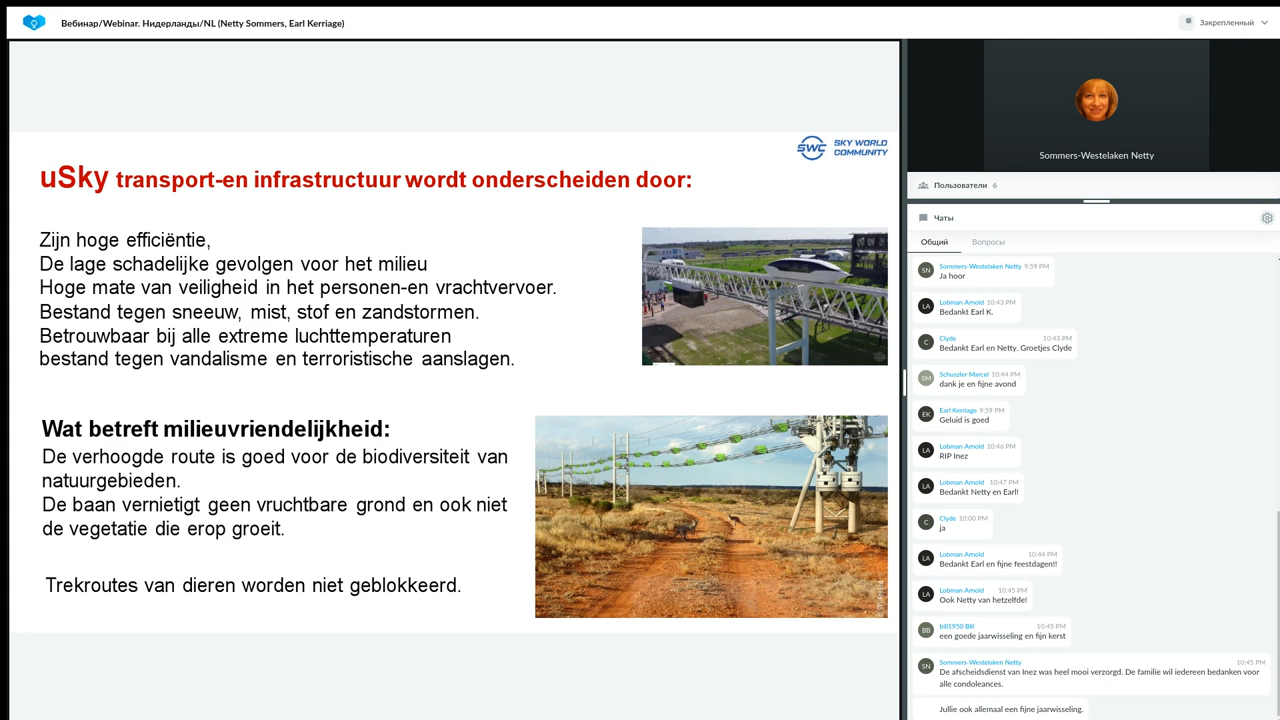 Вебинар/Webinar. Нидерланды/NL (Netty Sommers, Earl Kerriage)
Закрепленный
SWC SKY WORLD
COMMUNITY
uSky transport-en infrastructuur wordt onderscheiden door:
Zijn hoge efficiëntie,
De lage schadelijke gevolgen voor het milieu
Hoge mate van veiligheid in het personen-en vrachtvervoer.
Bestand tegen sneeuw, mist, stof en zandstormen.
Betrouwbaar bij alle extreme luchttemperaturen
bestand tegen vandalisme en terroristische aanslagen.
Wat betreft milieuvriendelijkheid:
De verhoogde route is goed voor de biodiversiteit van
natuurgebieden.
De baan vernietigt geen vruchtbare grond en ook niet
de vegetatie die erop groeit.
Trekroutes van dieren worden niet geblokkeerd.
Sommers-Westelaken Netty
Пользователи 6
Чаты
Общий Вопросы
SN Sommers-Westelaken Netty 9:59 PM
Ja hoor
LA Lobman Arnold 10:43 PM
Bedankt Earl K.
C Clyde 10:43 PM
Bedankt Earl en Netty. Groetjes Clyde
SM Schuszler Marcel 10:44 PM
dank je en fijne avond
EK Earl Kerriage 9:59 PM
Geluid is goed
LA Lobman Arnold 10:46 PM
RIP Inez
LA Lobman Arnold 10:47 PM
Bedankt Netty en Earl!
C Clyde 10:00 PM
ja
LA Lobman Arnold 10:44 PM
Bedankt Earl en fijne feestdagen!!
LA Lobman Arnold 10:45 PM
Ook Netty van hetzelfde!
BB bill1950 Bill 10:45 PM
een goede jaarwisseling en fijn kerst
SN Sommers-Westelaken Netty 10:45 PM
De afscheidsdienst van Inez was heel mooi verzorgd. De familie wil iedereen bedanken voor
alle condoleances.
Jullie ook allemaal een fijne jaarwisseling.